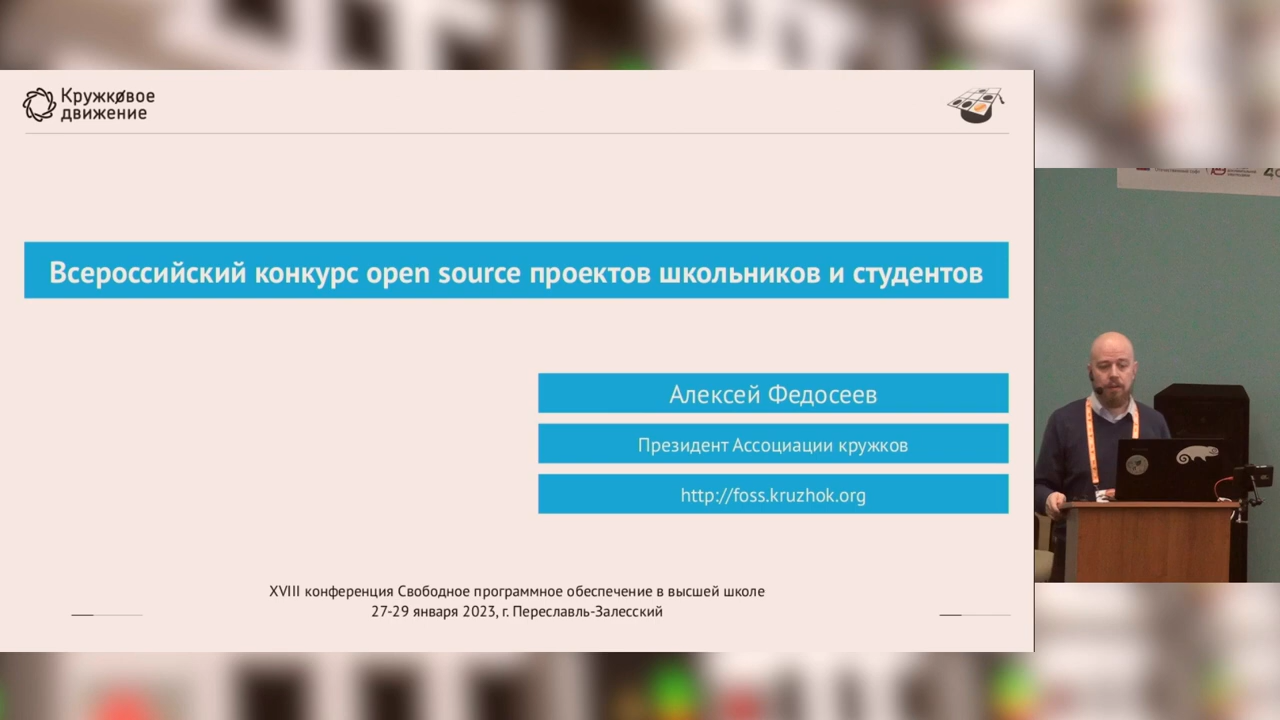 Кружковое
движение
Всероссийский конкурс open source проектов школьников и студентов
Алексей Федосеев
Президент Ассоциации кружков
http://foss.kruzhok.org
XVIII конференция Свободное программное обеспечение в высшей школе
27-29 января 2023, г. Переславль-Залесский